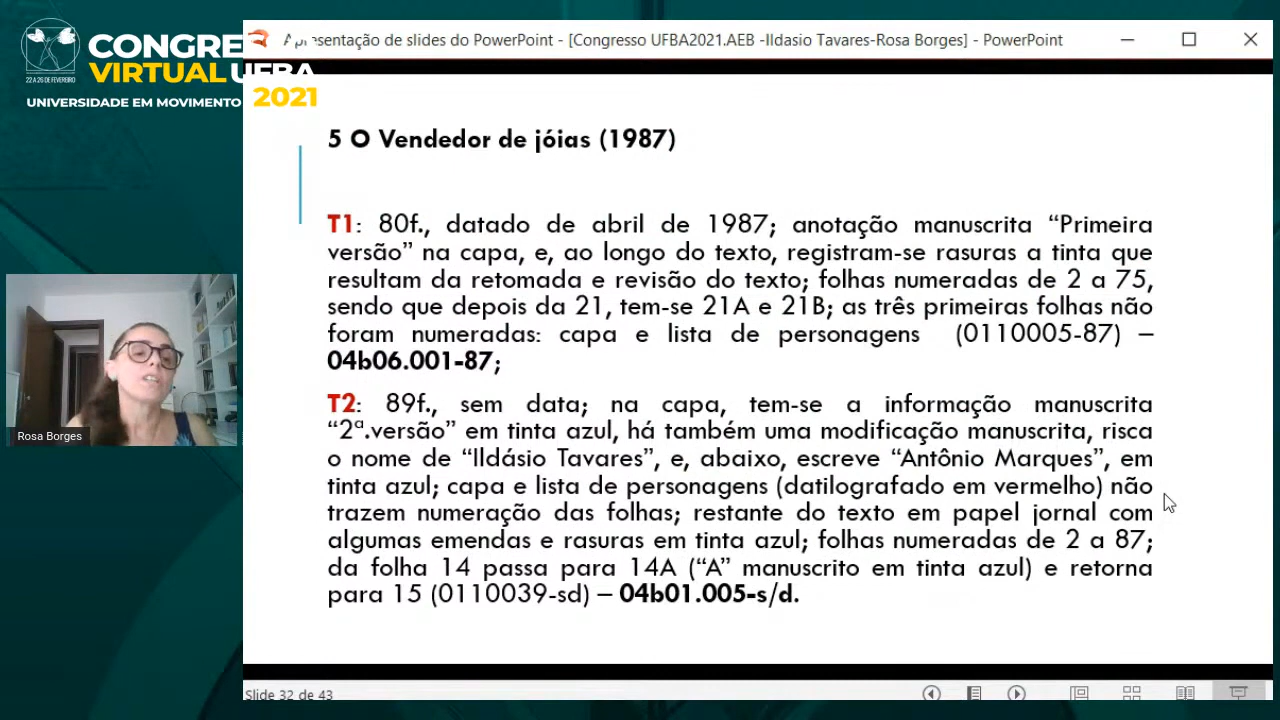 CONGRE
VIRTUAL UFBA
2021
22 A 26 DE FEVEREIRO
UNIVERSIDADE EM MOVIMENTO
Apresentação de slides do PowerPoint - [Congresso UFBA2021.AEB -Ildasio Tavares-Rosa Borges] - PowerPoint
5 O Vendedor de jóias (1987)
T1: 80f., datado de abril de 1987; anotação manuscrita “Primeira
versão” na capa, e, ao longo do texto, registram-se rasuras a tinta que
resultam da retomada e revisão do texto; folhas numeradas de 2 a 75,
sendo que depois da 21, tem-se 21A e 21B; as três primeiras folhas não
foram numeradas: capa e lista de personagens (0110005-87) –
04b06.001-87;
T2: 89f., sem data; na capa, tem-se a informação manuscrita
“2ª.versão” em tinta azul, há também uma modificação manuscrita, risca
o nome de “Ildásio Tavares”, e, abaixo, escreve “Antônio Marques”, em
tinta azul; capa e lista de personagens (datilografado em vermelho) não
trazem numeração das folhas; restante do texto em papel jornal com
algumas emendas e rasuras em tinta azul; folhas numeradas de 2 a 87;
da folha 14 passa para 14A (“A” manuscrito em tinta azul) e retorna
para 15 (0110039-sd) – 04b01.005-s/d.
Rosa Borges
Slide 32 de 43